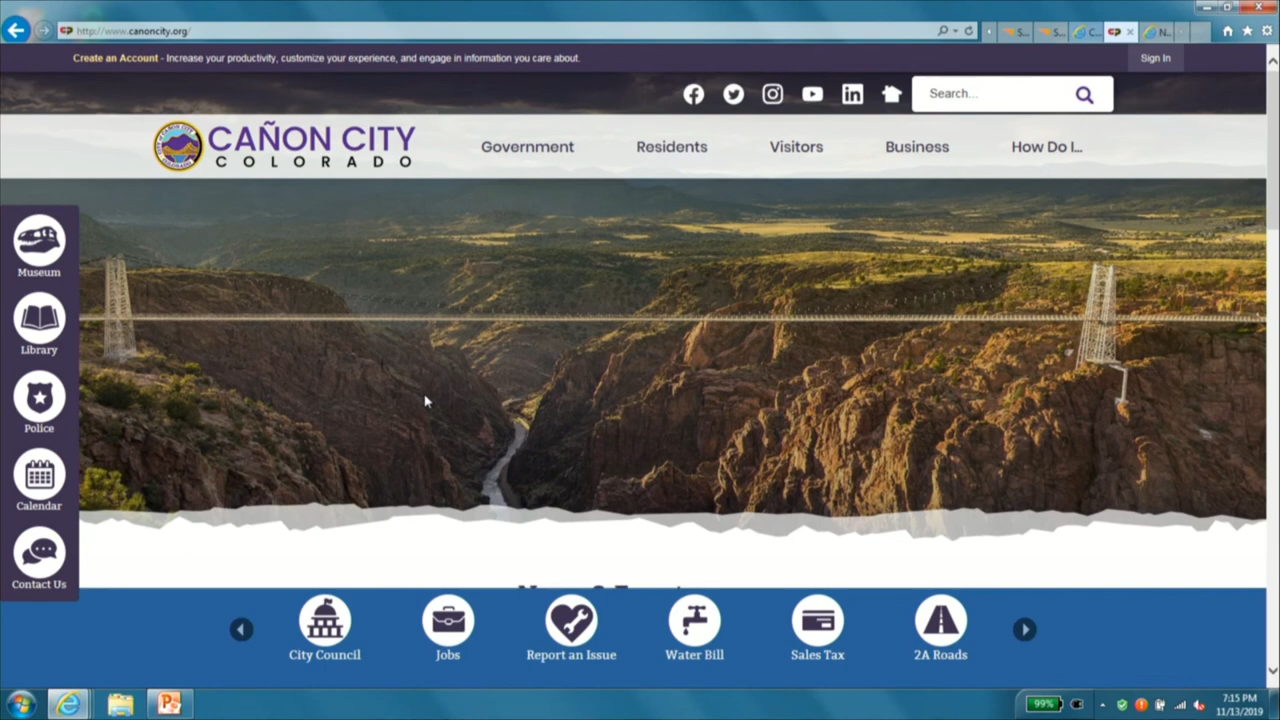 http://www.canoncity.org/
S...
S...
C...
N...
Create an Account - Increase your productivity, customize your experience, and engage in information you care about.
Sign In
Search...
CAÑON CITY
COLORADO
Government
Residents
Visitors
Business
How Do I...
Museum
Library
Police
Calendar
Contact Us
City Council
Jobs
Report an Issue
Water Bill
Sales Tax
2A Roads
99%
7:15 PM
11/13/2019